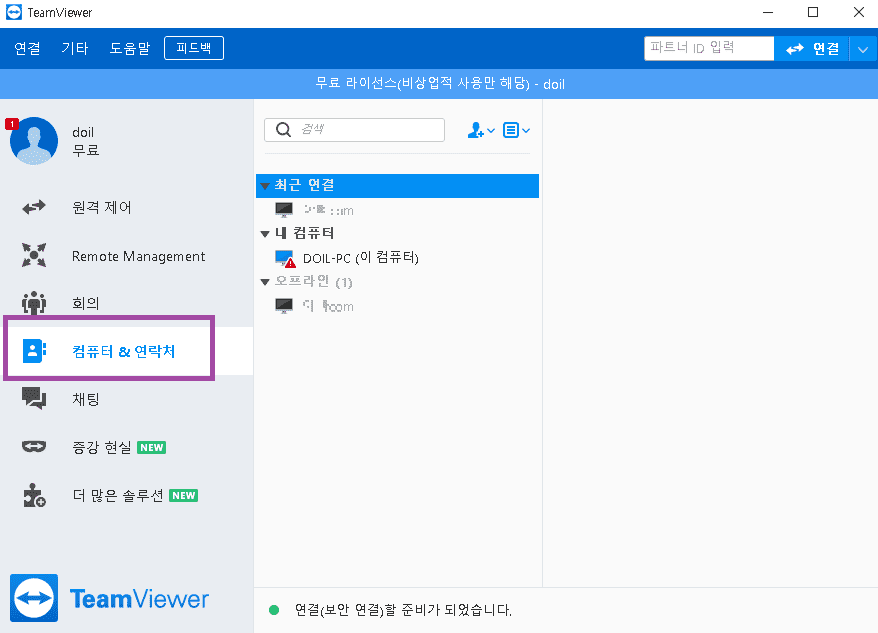 TeamViewer
연결 기타 도움말 피드백 파트너 ID 입력 연결
무료 라이선스(비상업적 사용만 해당) - doil
1
doil
무료
원격 제어
Remote Management
회의
컴퓨터 & 연락처
채팅
증강 현실 NEW
더 많은 솔루션 NEW
TeamViewer
검색
최근 연결
내 컴퓨터
DOIL-PC (이 컴퓨터)
오프라인 (1)
연결(보안 연결)할 준비가 되었습니다.